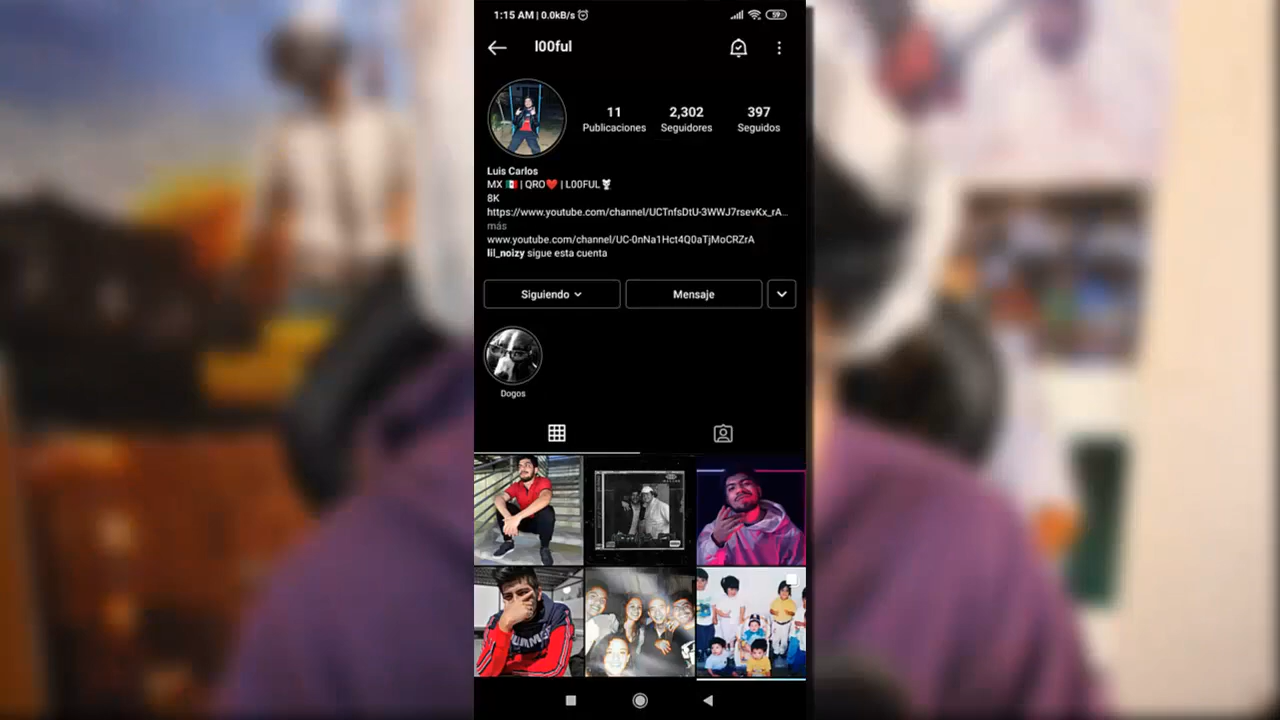 1:15 AM | 0.0kB/s
59
l00ful
11
2,302
397
Publicaciones
Seguidores
Seguidos
Luis Carlos
MX 🇲🇽 | QRO❤️ | L00FUL
8K
https://www.youtube.com/channel/UCTnfsDtU-3WWJ7rsevKx_rA...
más
www.youtube.com/channel/UC-0nNa1Hct4Q0aTjMoCRZrA
lil_noizy sigue esta cuenta
Siguiendo
Mensaje
Dogos